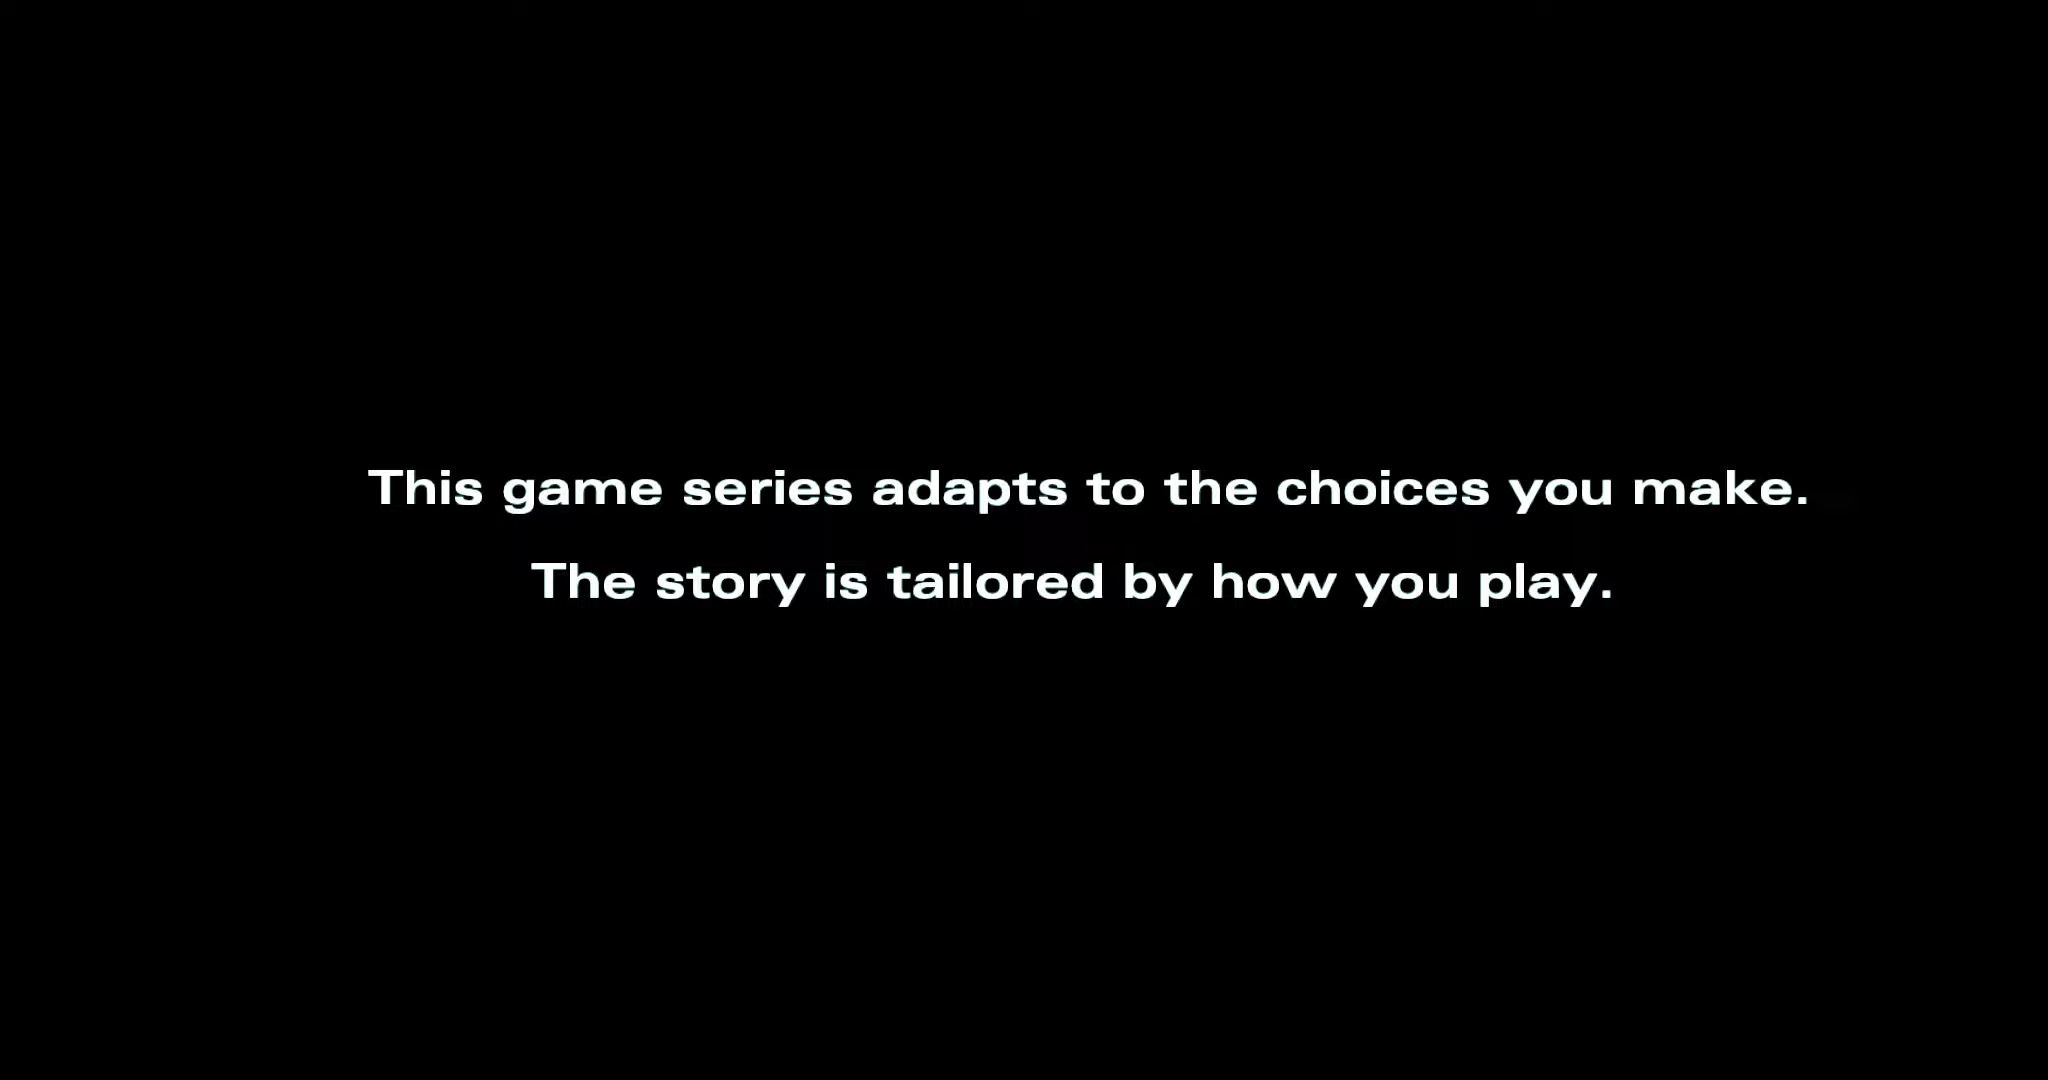 This game series adapts to the choices you make.
The story is tailored by how you play.